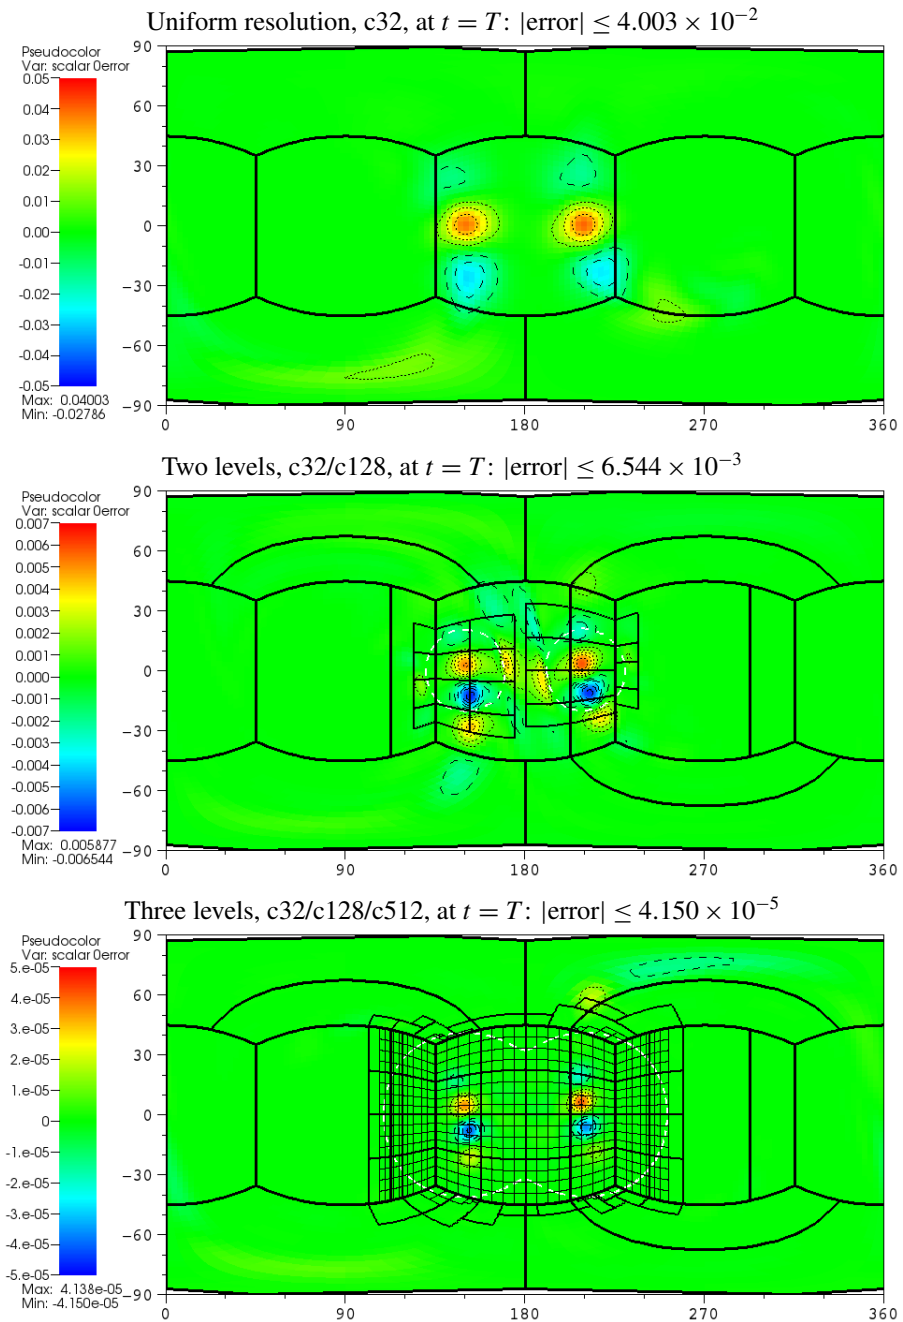 Uniform resolution, c32, at t = T: |error| ≤ 4.003 × 10⁻²
Pseudocolor
Var: scalar 0error
0.05
0.04
0.03
0.02
0.01
0.00
-0.01
-0.02
-0.03
-0.04
-0.05
Max: 0.04003
Min: -0.02786
90
60
30
0
-30
-60
-90
0 90 180 270 360
Two levels, c32/c128, at t = T: |error| ≤ 6.544 × 10⁻³
Pseudocolor
Var: scalar 0error
0.007
0.006
0.005
0.004
0.003
0.002
0.001
0.000
-0.001
-0.002
-0.003
-0.004
-0.005
-0.006
-0.007
Max: 0.005877
Min: -0.006544
90
60
30
0
-30
-60
-90
0 90 180 270 360
Three levels, c32/c128/c512, at t = T: |error| ≤ 4.150 × 10⁻⁵
Pseudocolor
Var: scalar 0error
5.e-05
4.e-05
3.e-05
2.e-05
1.e-05
0
-1.e-05
-2.e-05
-3.e-05
-4.e-05
-5.e-05
Max: 4.138e-05
Min: -4.150e-05
90
60
30
0
-30
-60
-90
0 90 180 270 360